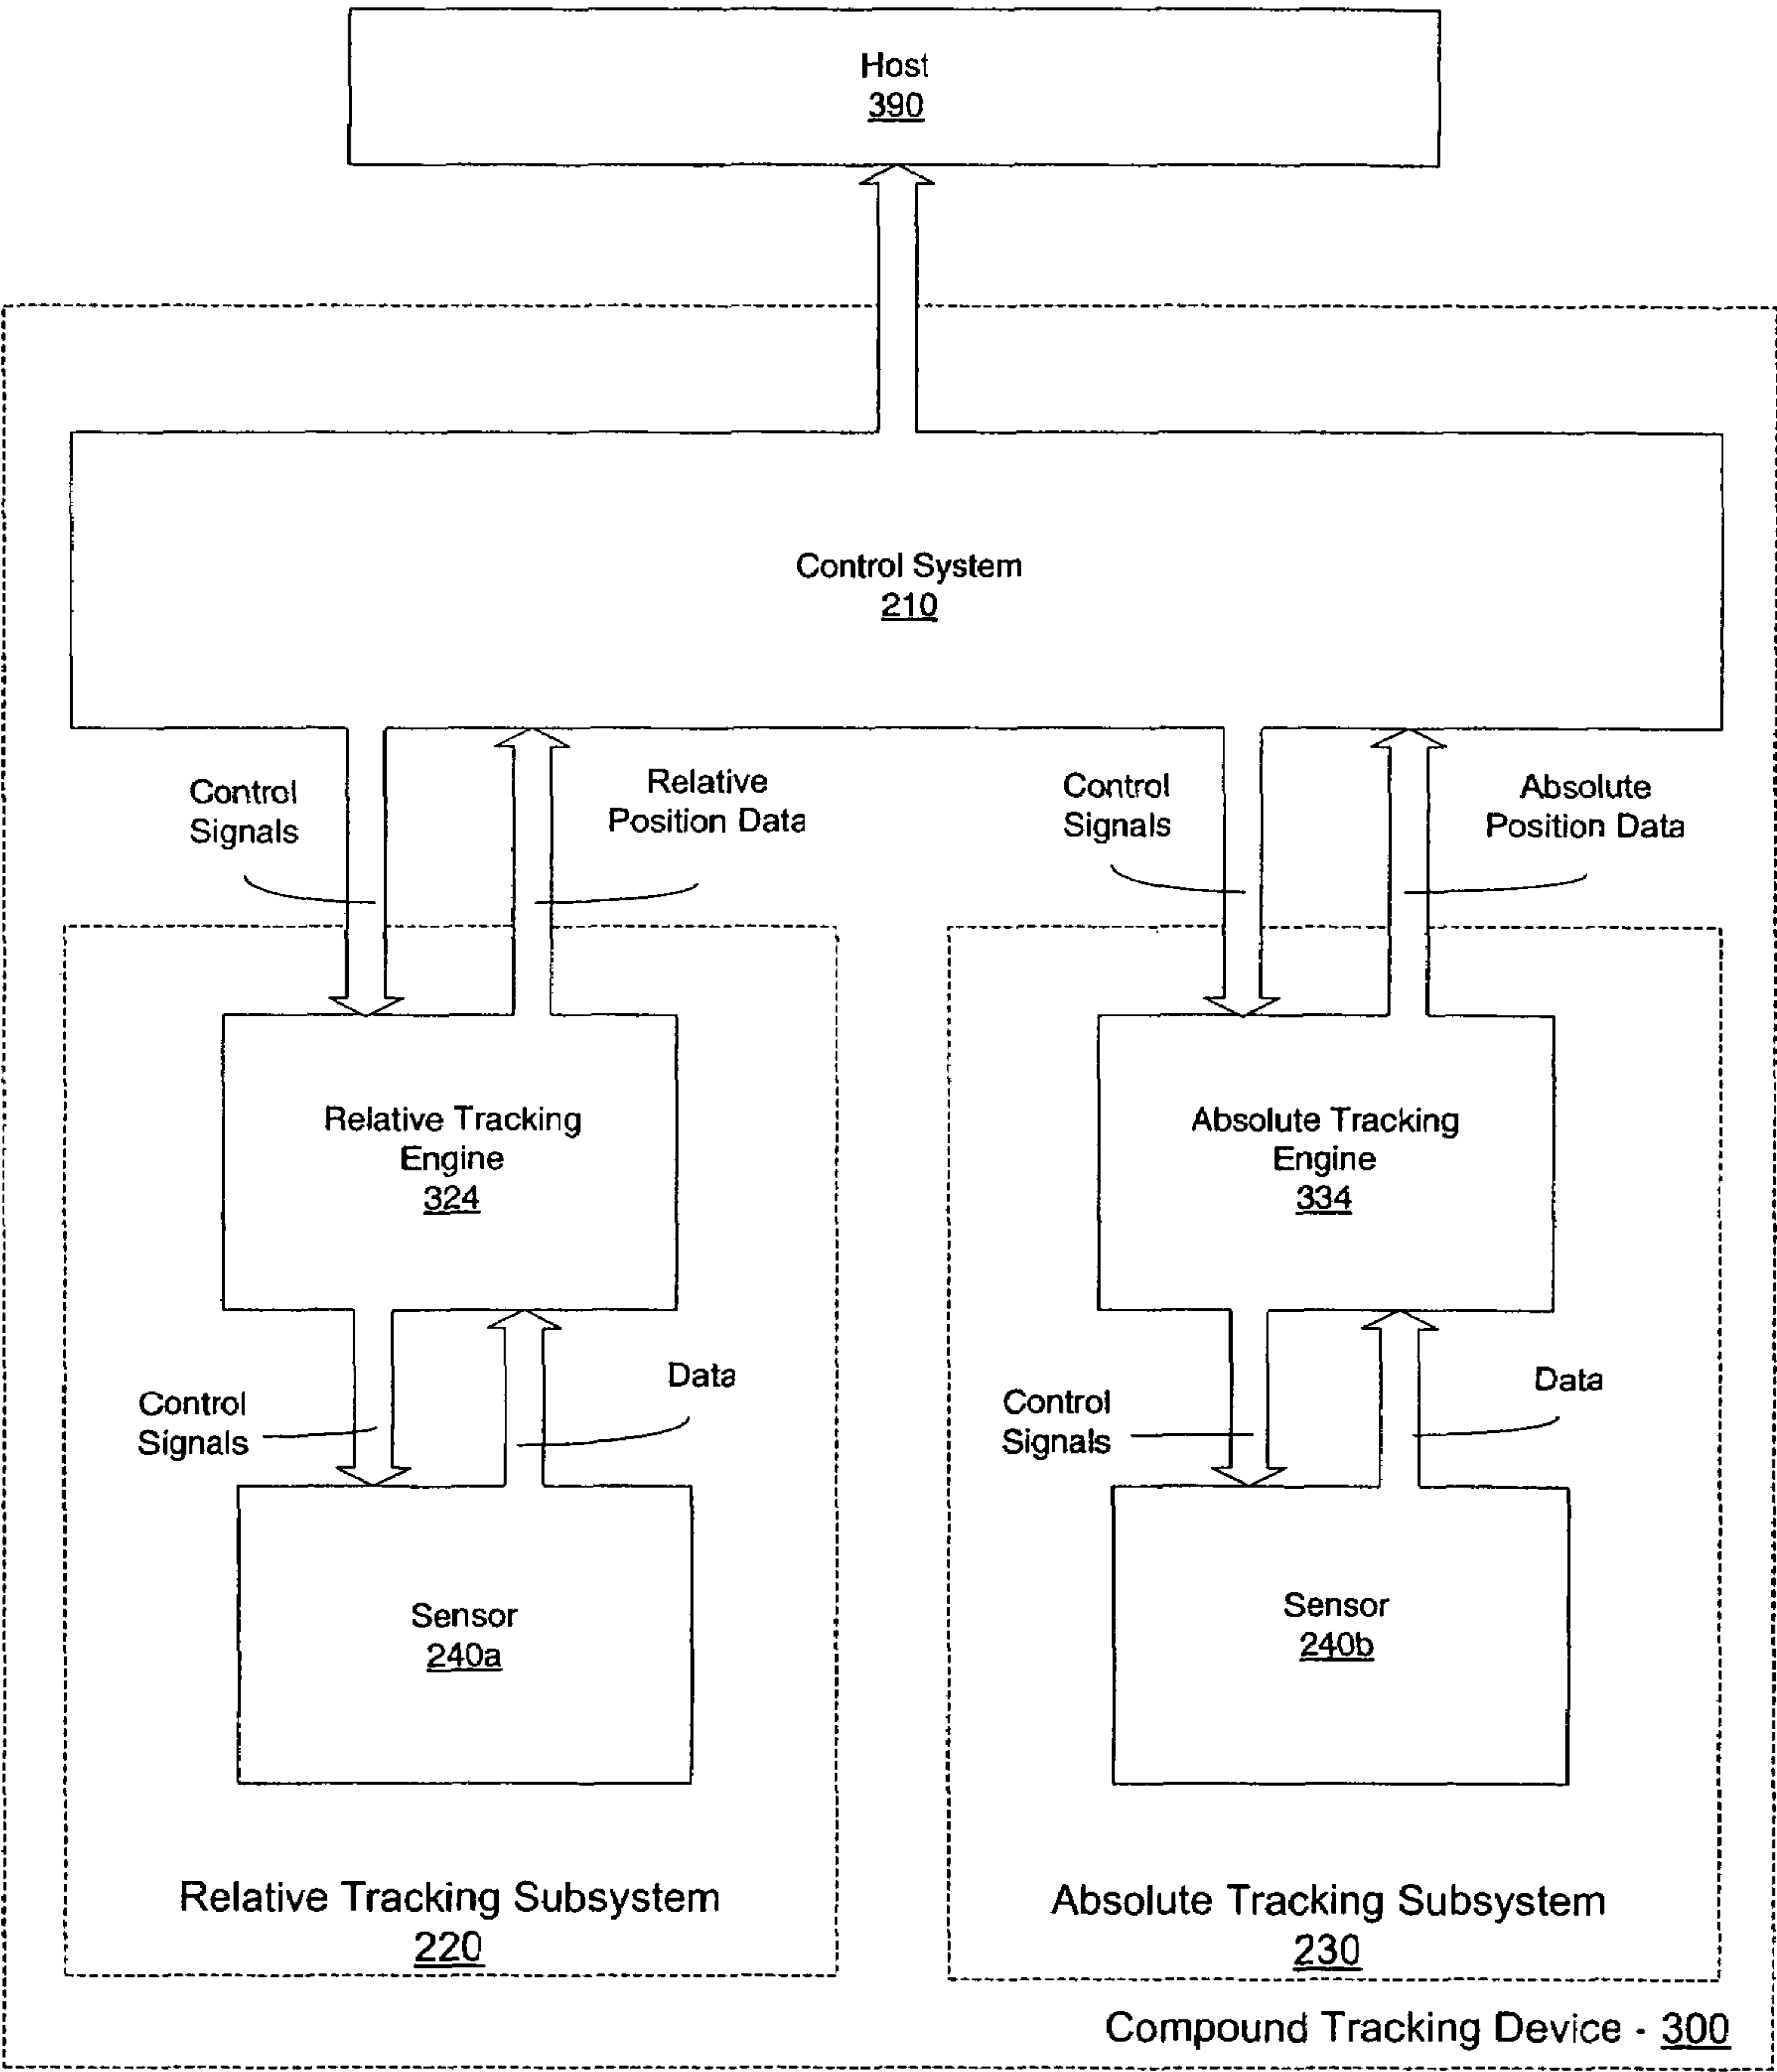 Host
390
Control System
210
Control
Signals
Relative
Position Data
Control
Signals
Absolute
Position Data
Relative Tracking
Engine
324
Absolute Tracking
Engine
334
Control
Signals
Data
Control
Signals
Data
Sensor
240a
Sensor
240b
Relative Tracking Subsystem
220
Absolute Tracking Subsystem
230
Compound Tracking Device - 300